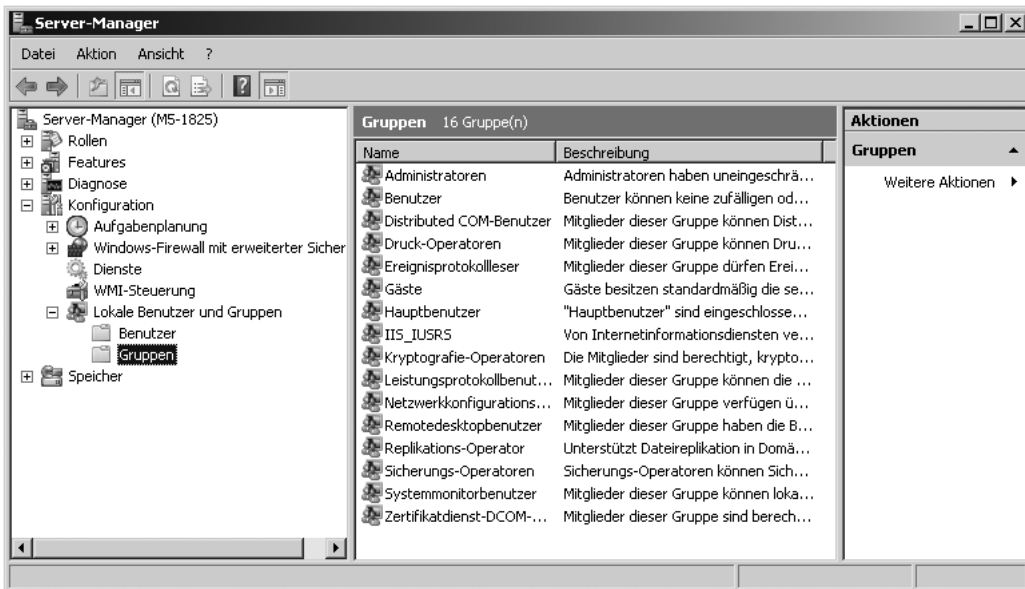 Server-Manager
Datei Aktion Ansicht ?
Server-Manager (M5-1825)
Rollen
Features
Diagnose
Konfiguration
Aufgabenplanung
Windows-Firewall mit erweiterter Sicher
Dienste
WMI-Steuerung
Lokale Benutzer und Gruppen
Benutzer
Gruppen
Speicher
Gruppen 16 Gruppe(n)
Name Beschreibung
Administratoren Administratoren haben uneingeschrä...
Benutzer Benutzer können keine zufälligen od...
Distributed COM-Benutzer Mitglieder dieser Gruppe können Dist...
Druck-Operatoren Mitglieder dieser Gruppe können Dru...
Ereignisprotokollleser Mitglieder dieser Gruppe dürfen Erei...
Gäste Gäste besitzen standardmäßig die se...
Hauptbenutzer "Hauptbenutzer" sind eingeschlosse...
IIS_IUSRS Von Internetinformationsdiensten ve...
Kryptografie-Operatoren Die Mitglieder sind berechtigt, krypto...
Leistungsprotokollbenut... Mitglieder dieser Gruppe können die ...
Netzwerkkonfigurations... Mitglieder dieser Gruppe verfügen ü...
Remotedesktopbenutzer Mitglieder dieser Gruppe haben die B...
Replikations-Operator Unterstützt Dateireplikation in Domä...
Sicherungs-Operatoren Sicherungs-Operatoren können Sich...
Systemmonitorbenutzer Mitglieder dieser Gruppe können loka...
Zertifikatdienst-DCOM-... Mitglieder dieser Gruppe sind berech...
Aktionen
Gruppen
Weitere Aktionen